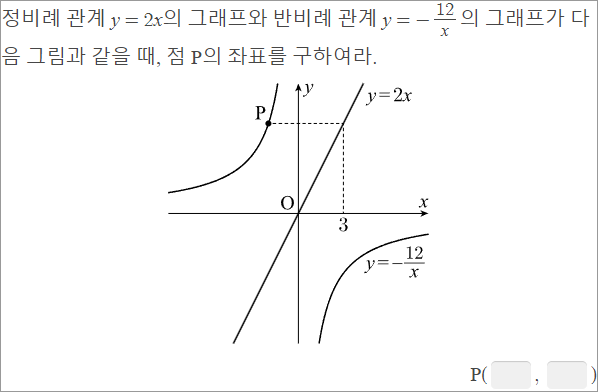 정비례 관계 y = 2x의 그래프와 반비례 관계 y = − 12/x 의 그래프가 다
음 그림과 같을 때, 점 P의 좌표를 구하여라.
y
y=2x
P
O
x
3
y=− 12/x
P( , )